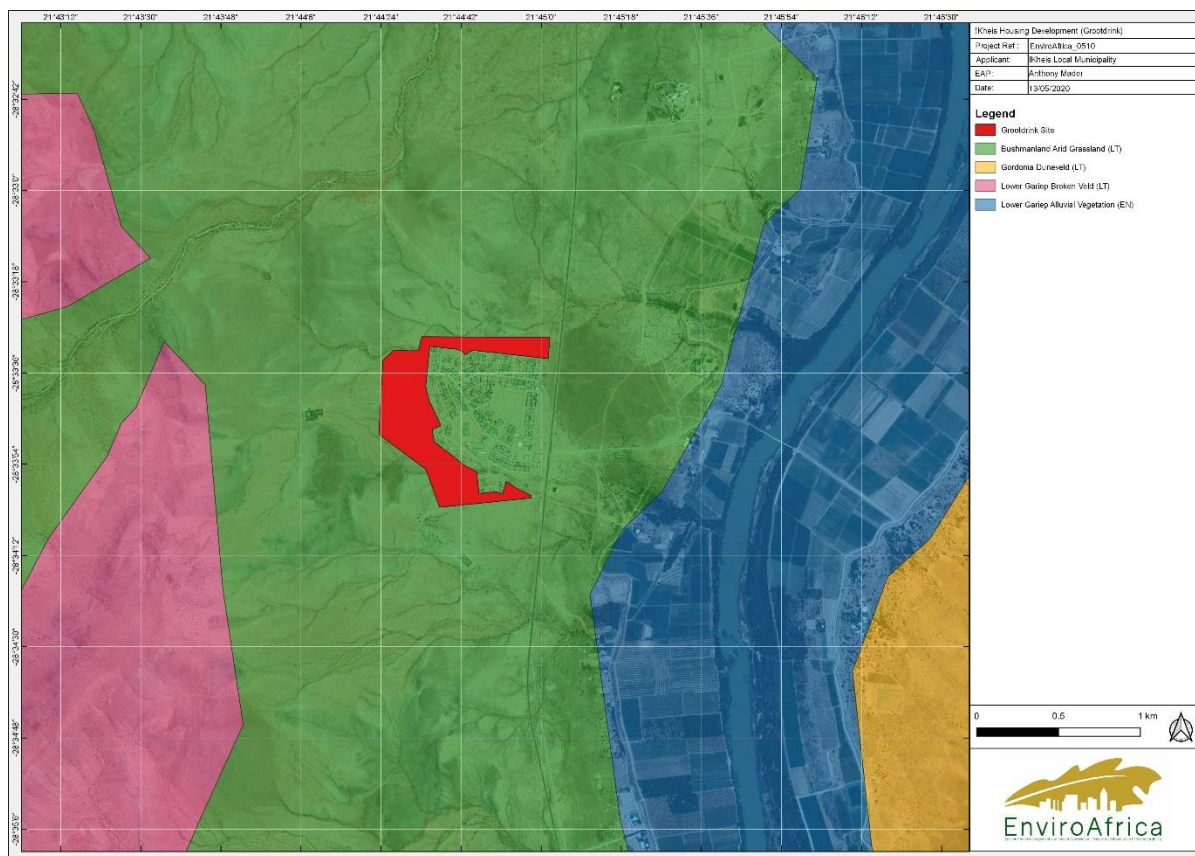 21°43'12" 21°43'30" 21°43'48" 21°44'6" 21°44'24" 21°44'42" 21°45'0" 21°45'18" 21°45'36" 21°45'54" 21°46'12" 21°46'30"
-28°32'42"
-28°33'0"
-28°33'18"
-28°33'36"
-28°33'54"
-28°34'12"
-28°34'30"
-28°34'48"
-28°35'6"
!Kheis Housing Development (Grootdrink)
Project Ref : EnviroAfrica_0510
Applicant: !Kheis Local Municipality
EAP: Anthony Mader
Date: 13/05/2020
Legend
Grootdrink Site
Bushmanland Arid Grassland (LT)
Gordonia Duneveld (LT)
Lower Gariep Broken Veld (LT)
Lower Gariep Alluvial Vegetation (EN)
0 0.5 1 km
EnviroAfrica